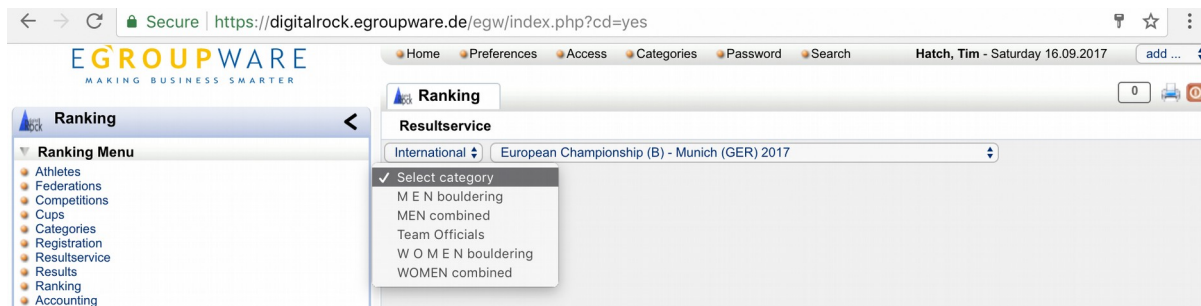 Secure https://digitalrock.egroupware.de/egw/index.php?cd=yes
EGROUPWARE
MAKING BUSINESS SMARTER
Home Preferences Access Categories Password Search Hatch, Tim - Saturday 16.09.2017 add ...
Ranking 0
Ranking <
Resultservice
Ranking Menu
International European Championship (B) - Munich (GER) 2017
Athletes
Federations
Competitions
Cups
Categories
Registration
Resultservice
Results
Ranking
Accounting
✓ Select category
M E N bouldering
MEN combined
Team Officials
W O M E N bouldering
WOMEN combined